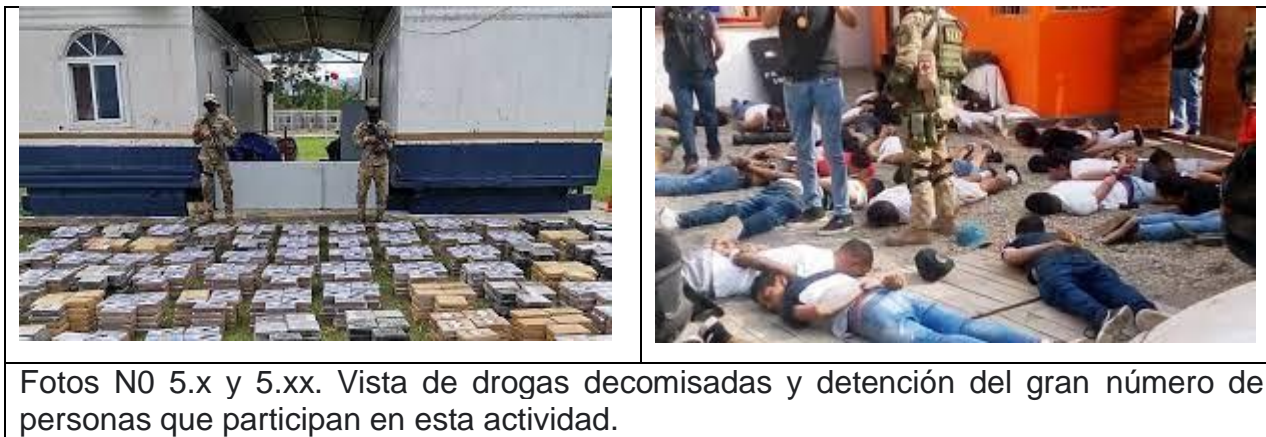 Fotos N0 5.x y 5.xx. Vista de drogas decomisadas y detención del gran número de
personas que participan en esta actividad.